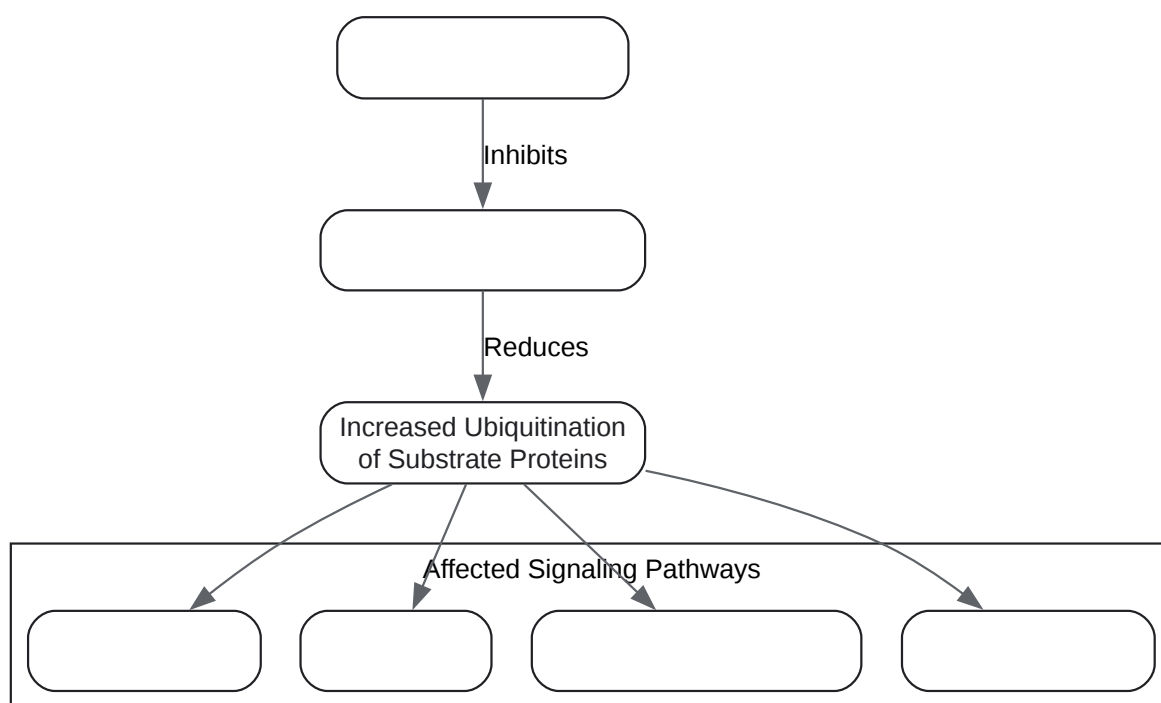 Inhibits
Reduces
Increased Ubiquitination
of Substrate Proteins
Affected Signaling Pathways